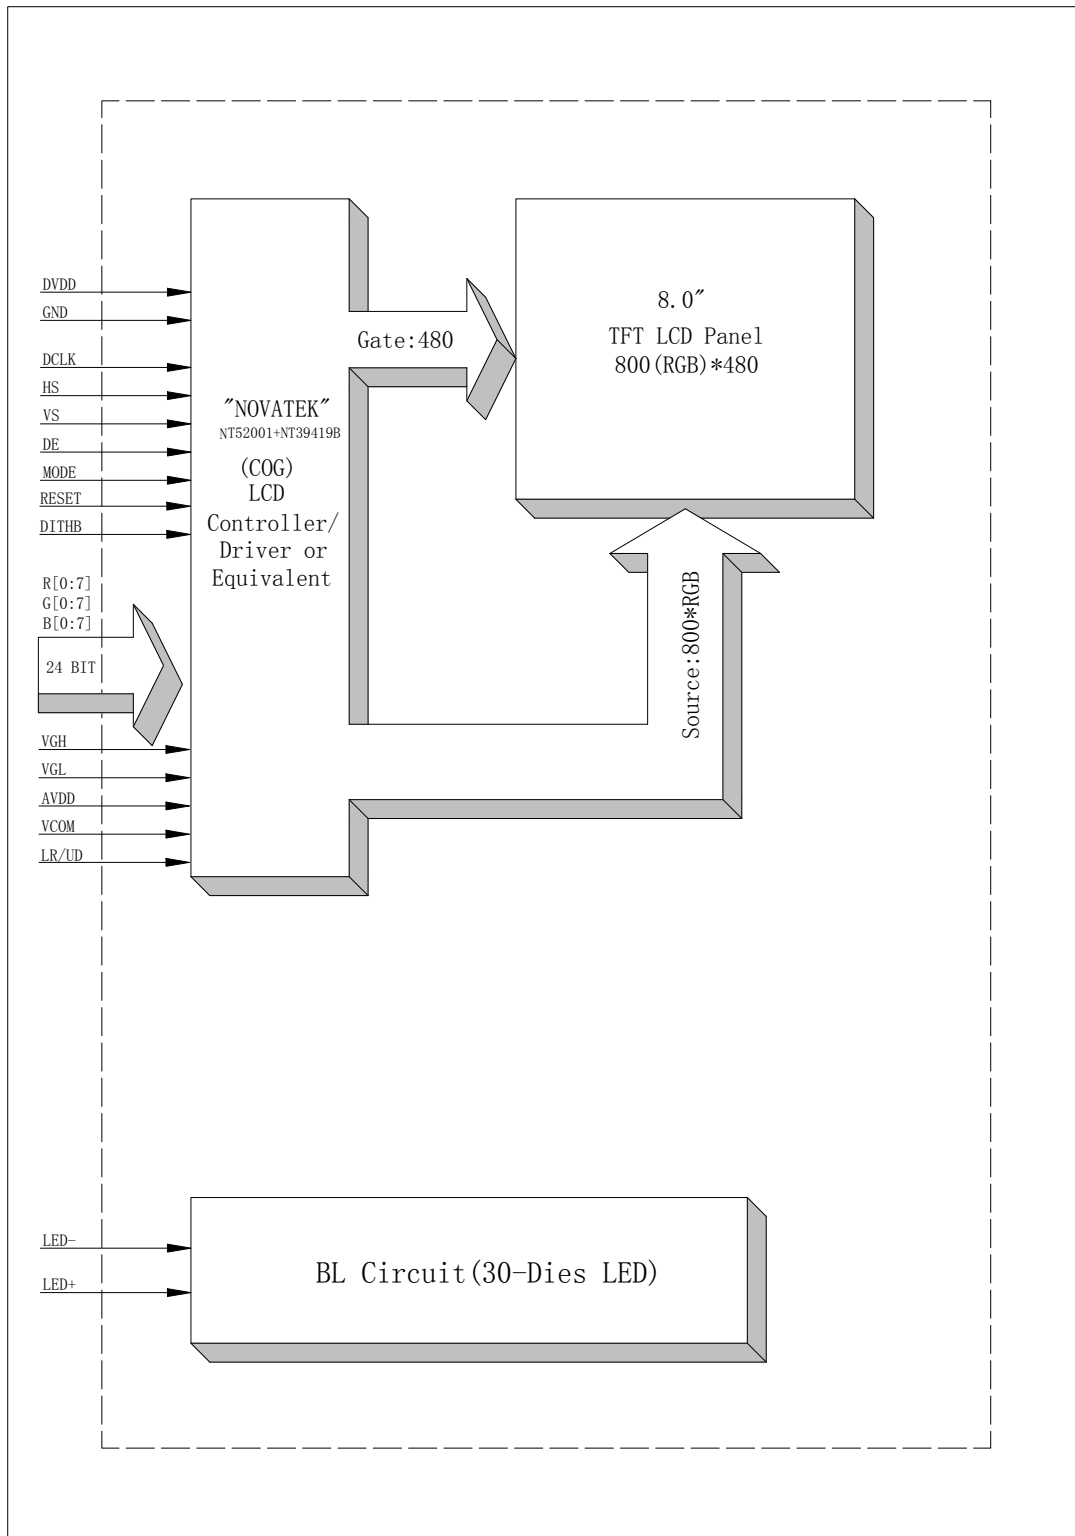 DVDD
GND
DCLK
HS
VS
DE
MODE
RESET
DITHB
R[0:7]
G[0:7]
B[0:7]
24 BIT
VGH
VGL
AVDD
VCOM
LR/UD
"NOVATEK"
NT52001+NT39419B
(COG)
LCD
Controller/
Driver or
Equivalent
Gate:480
8.0"
TFT LCD Panel
800(RGB)*480
Source:800*RGB
LED-
LED+
BL Circuit(30-Dies LED)